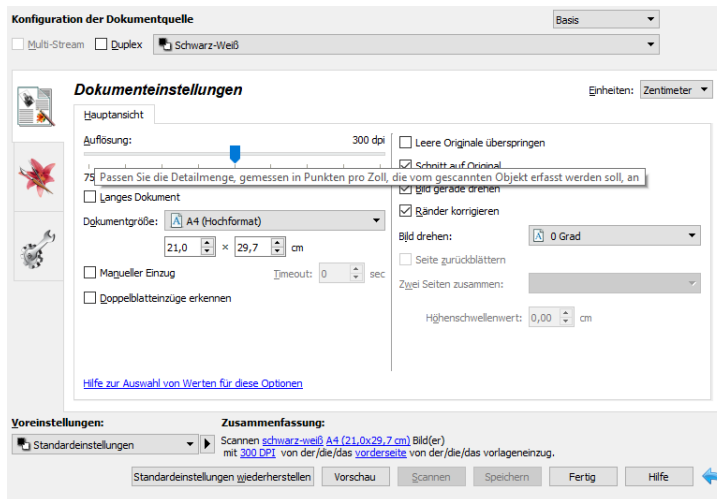 Konfiguration der Dokumentquelle
Basis
Multi-Stream
Duplex
Schwarz-Weiß
Dokumenteinstellungen
Einheiten: Zentimeter
Hauptansicht
Auflösung: 300 dpi
75
Passen Sie die Detailmenge, gemessen in Punkten pro Zoll, die vom gescannten Objekt erfasst werden soll, an
Langes Dokument
Dokumentgröße: A4 (Hochformat)
21,0 × 29,7 cm
Manueller Einzug
Timeout: 0 sec
Doppelblatteinzüge erkennen
Leere Originale überspringen
Schnitt auf Original
Bild gerade drehen
Ränder korrigieren
Bild drehen: 0 Grad
Seite zurückblättern
Zwei Seiten zusammen:
Höhenschwellenwert: 0,00 cm
Hilfe zur Auswahl von Werten für diese Optionen
Voreinstellungen:
Standardeinstellungen
Zusammenfassung:
Scannen schwarz-weiß A4 (21,0x29,7 cm) Bild(er)
mit 300 DPI von der/die/das vorderseite von der/die/das vorlageneinzug.
Standardeinstellungen wiederherstellen
Vorschau
Scannen
Speichern
Fertig
Hilfe